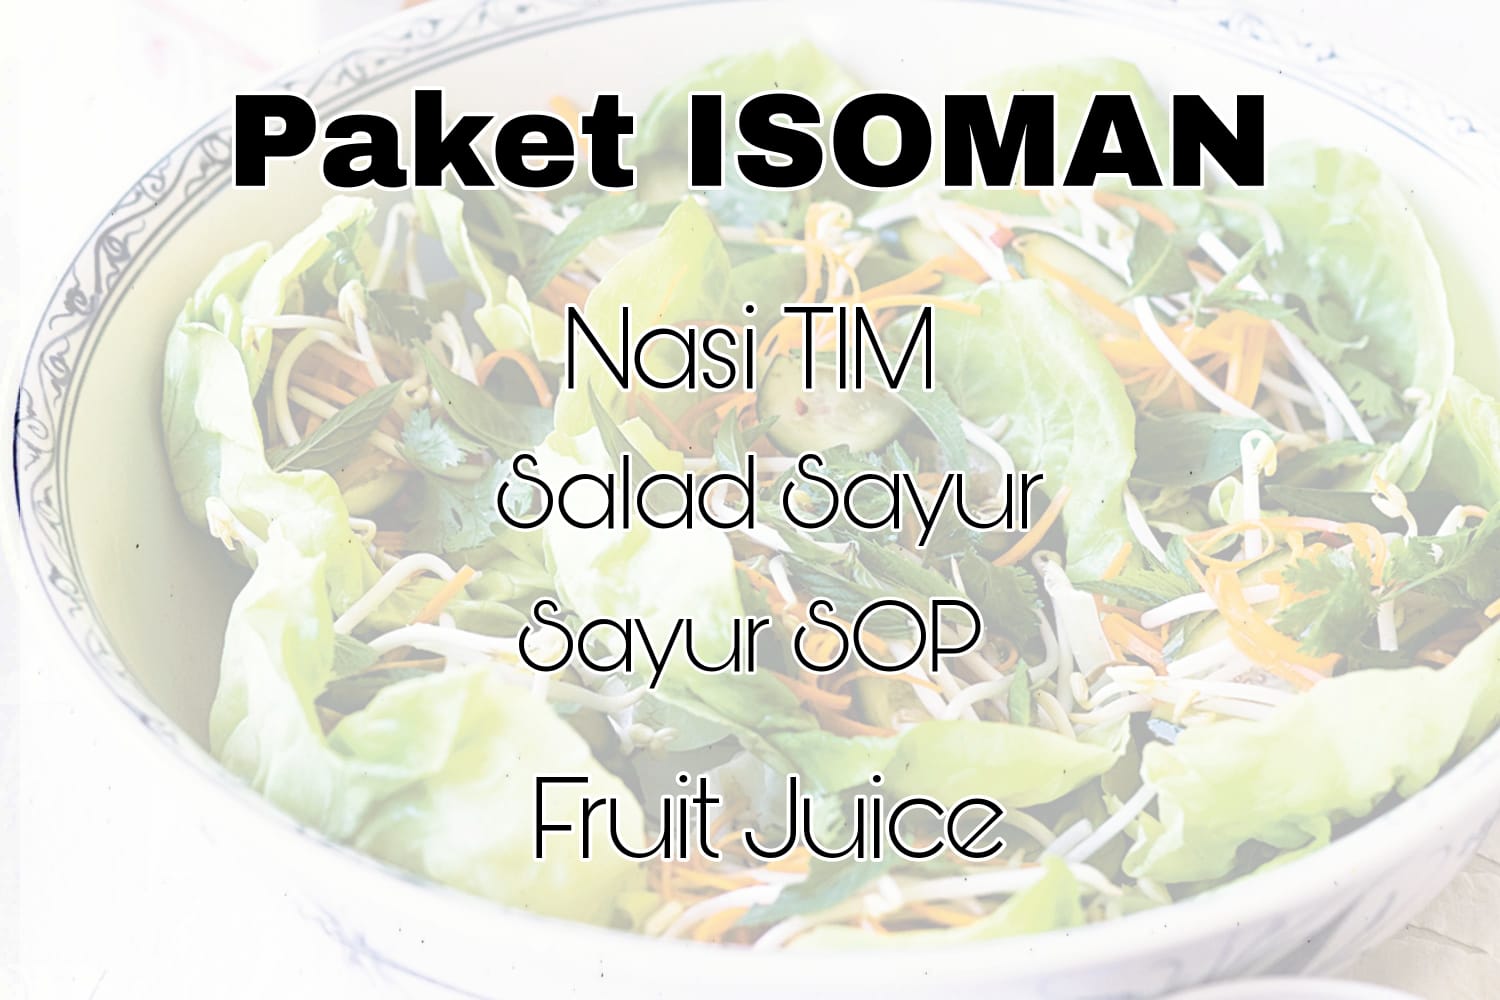 Paket ISOMAN
Nasi TIM
Salad Sayur
Sayur SOP
Fruit Juice